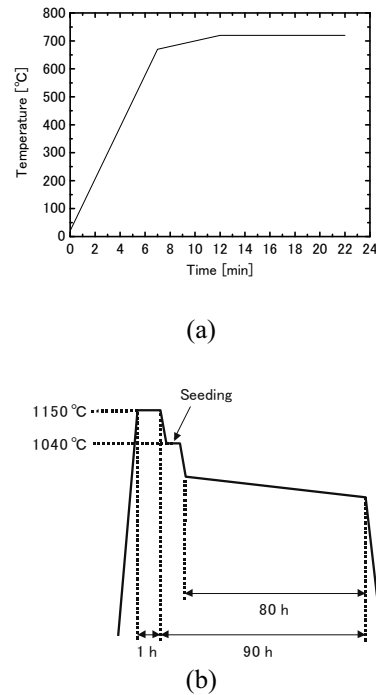 800
700
600
500
400
300
200
100
0
Temperature [℃]
0 2 4 6 8 10 12 14 16 18 20 22 24
Time [min]
(a)
Seeding
1150 ℃
1040 ℃
80 h
1 h 90 h
(b)